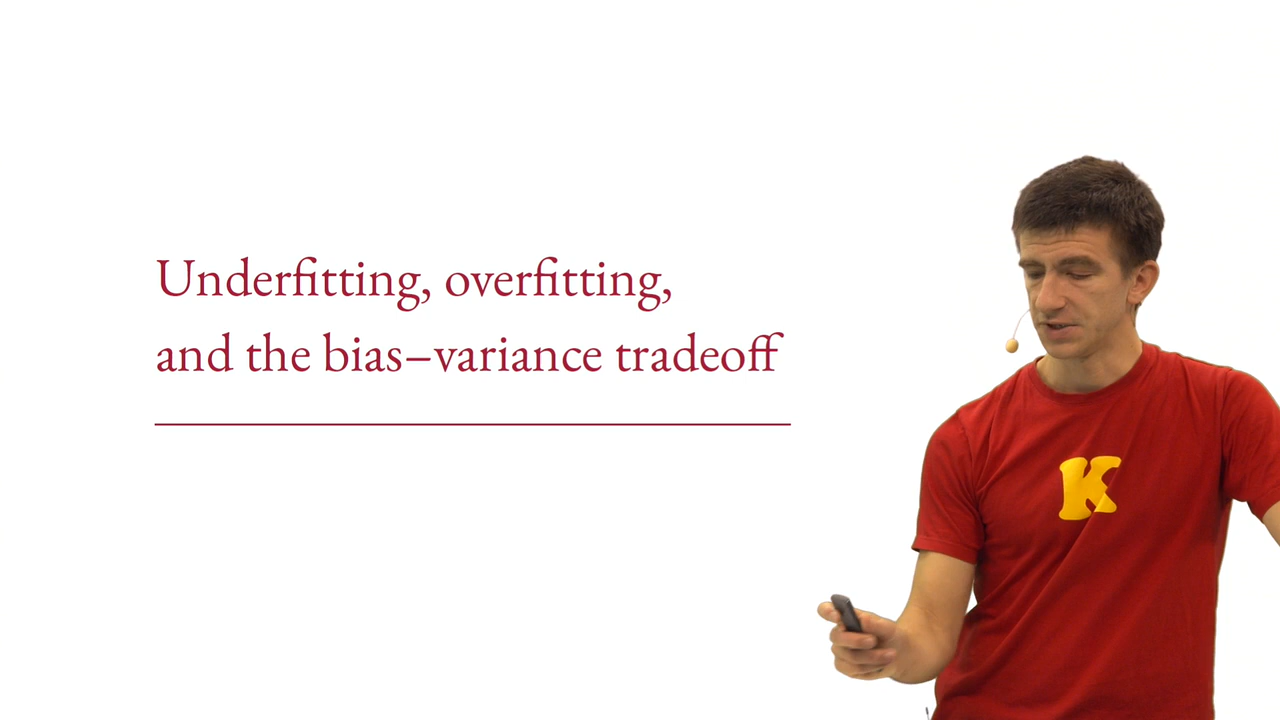 Underfitting, overfitting,
and the bias–variance tradeoff
K